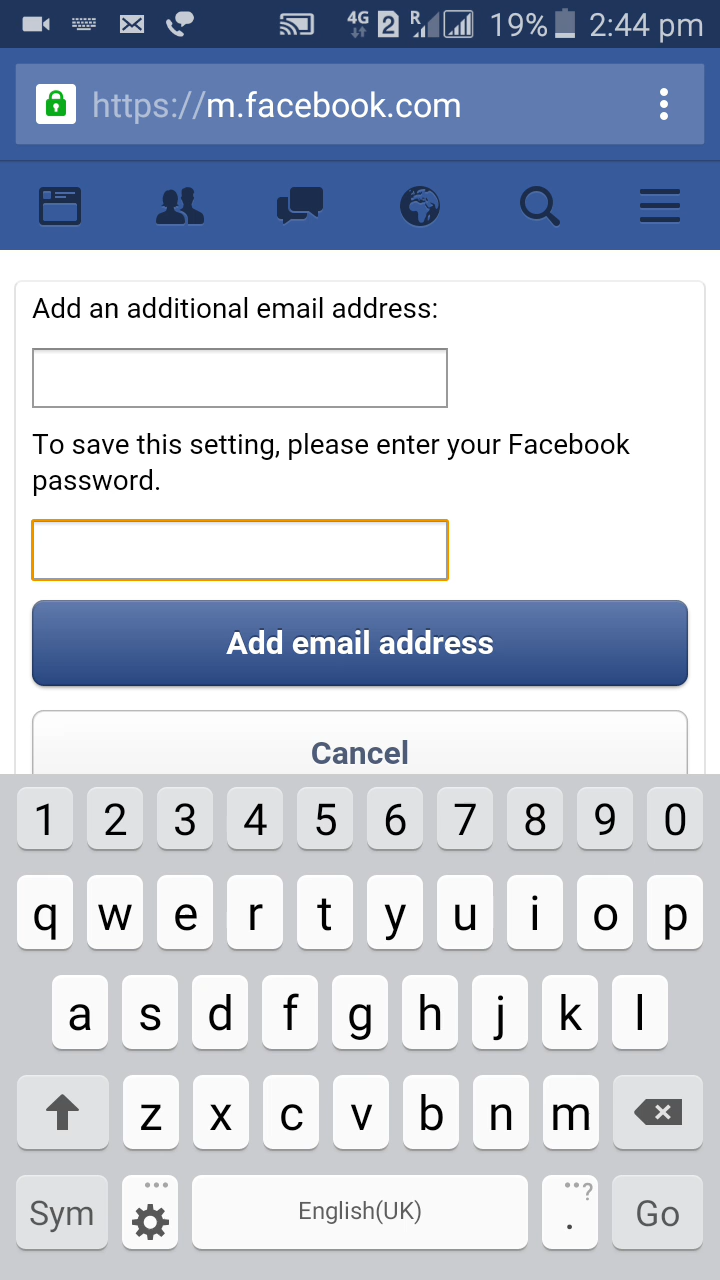 4G 2 R 19% 2:44 pm
https://m.facebook.com
Add an additional email address:
To save this setting, please enter your Facebook
password.
Add email address
Cancel
1 2 3 4 5 6 7 8 9 0
q w e r t y u i o p
a s d f g h j k l
z x c v b n m
Sym English(UK) . ? Go